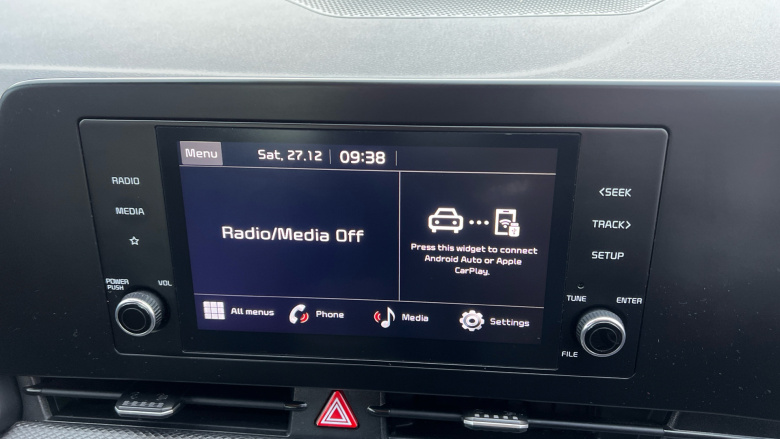 Menu
Sat, 27.12
09:38
RADIO
MEDIA
POWER
PUSH
VOL
Radio/Media Off
Press this widget to connect
Android Auto or Apple
CarPlay.
All menus
Phone
Media
Settings
<SEEK
TRACK>
SETUP
TUNE
ENTER
FILE